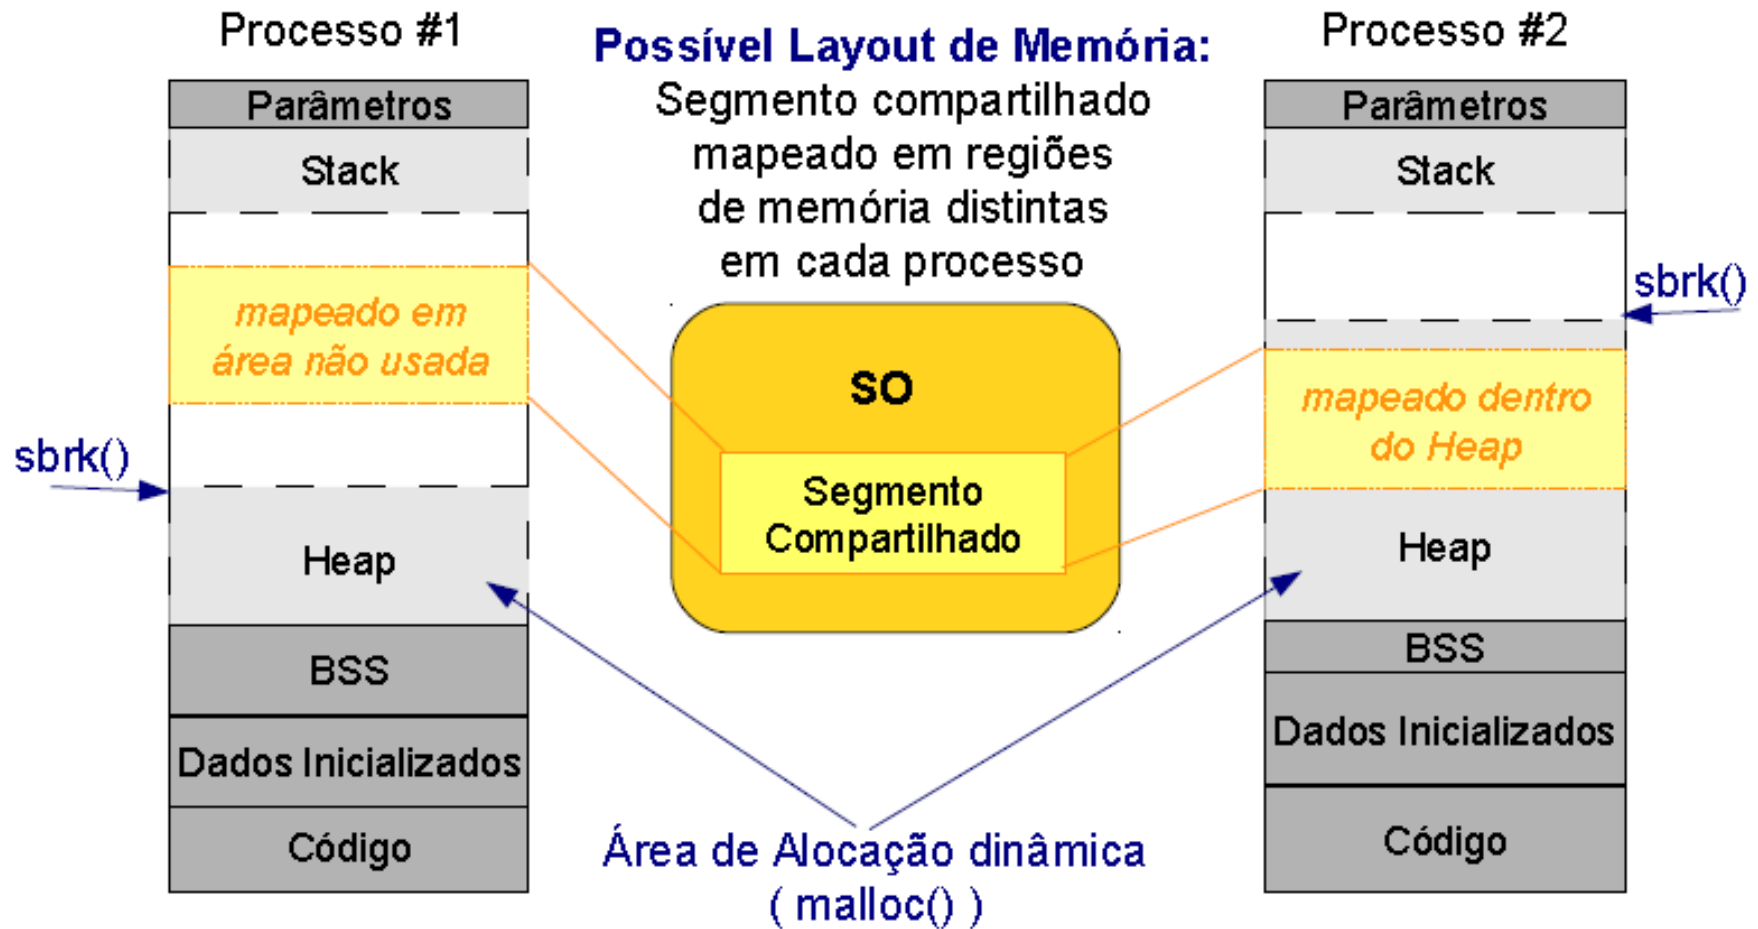 Processo #1
Parâmetros
Stack
mapeado em
área não usada
sbrk()
Heap
BSS
Dados Inicializados
Código
Possível Layout de Memória:
Segmento compartilhado
mapeado em regiões
de memória distintas
em cada processo
SO
Segmento
Compartilhado
Área de Alocação dinâmica
( malloc() )
Processo #2
Parâmetros
Stack
sbrk()
mapeado dentro
do Heap
Heap
BSS
Dados Inicializados
Código